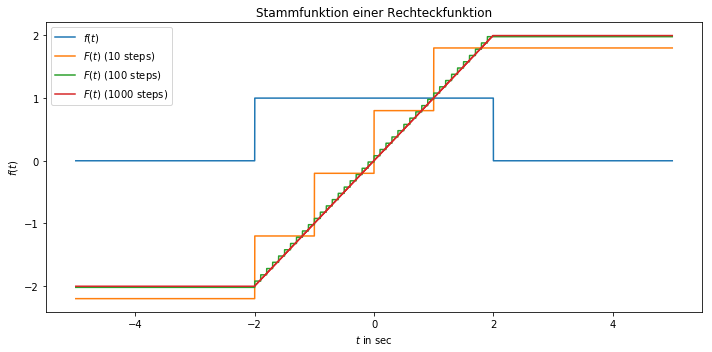 Stammfunktion einer Rechteckfunktion
f(t)
F(t) (10 steps)
F(t) (100 steps)
F(t) (1000 steps)
2
1
0
−1
−2
f(t)
−4
−2
0
2
4
t in sec